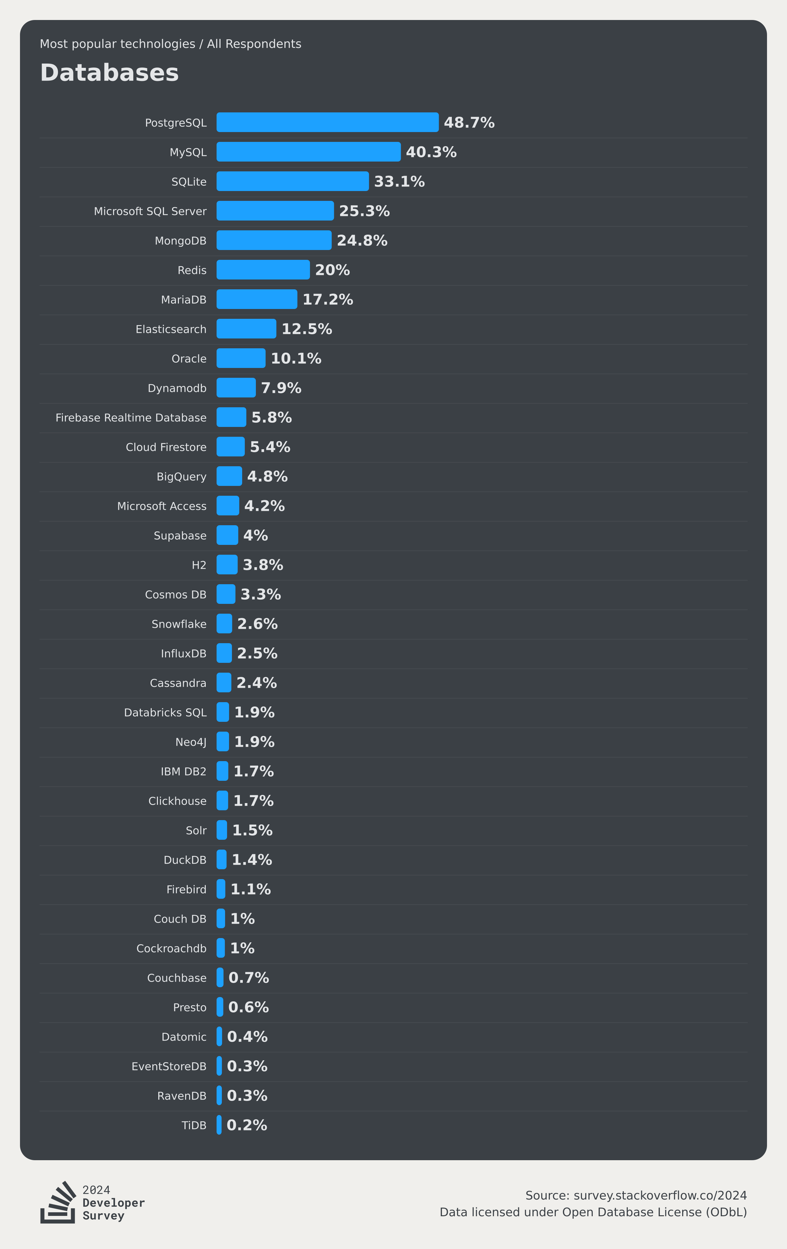 Most popular technologies / All Respondents
Databases
PostgreSQL 48.7%
MySQL 40.3%
SQLite 33.1%
Microsoft SQL Server 25.3%
MongoDB 24.8%
Redis 20%
MariaDB 17.2%
Elasticsearch 12.5%
Oracle 10.1%
Dynamodb 7.9%
Firebase Realtime Database 5.8%
Cloud Firestore 5.4%
BigQuery 4.8%
Microsoft Access 4.2%
Supabase 4%
H2 3.8%
Cosmos DB 3.3%
Snowflake 2.6%
InfluxDB 2.5%
Cassandra 2.4%
Databricks SQL 1.9%
Neo4J 1.9%
IBM DB2 1.7%
Clickhouse 1.7%
Solr 1.5%
DuckDB 1.4%
Firebird 1.1%
Couch DB 1%
Cockroachdb 1%
Couchbase 0.7%
Presto 0.6%
Datomic 0.4%
EventStoreDB 0.3%
RavenDB 0.3%
TiDB 0.2%
2024
Developer
Survey
Source: survey.stackoverflow.co/2024
Data licensed under Open Database License (ODbL)